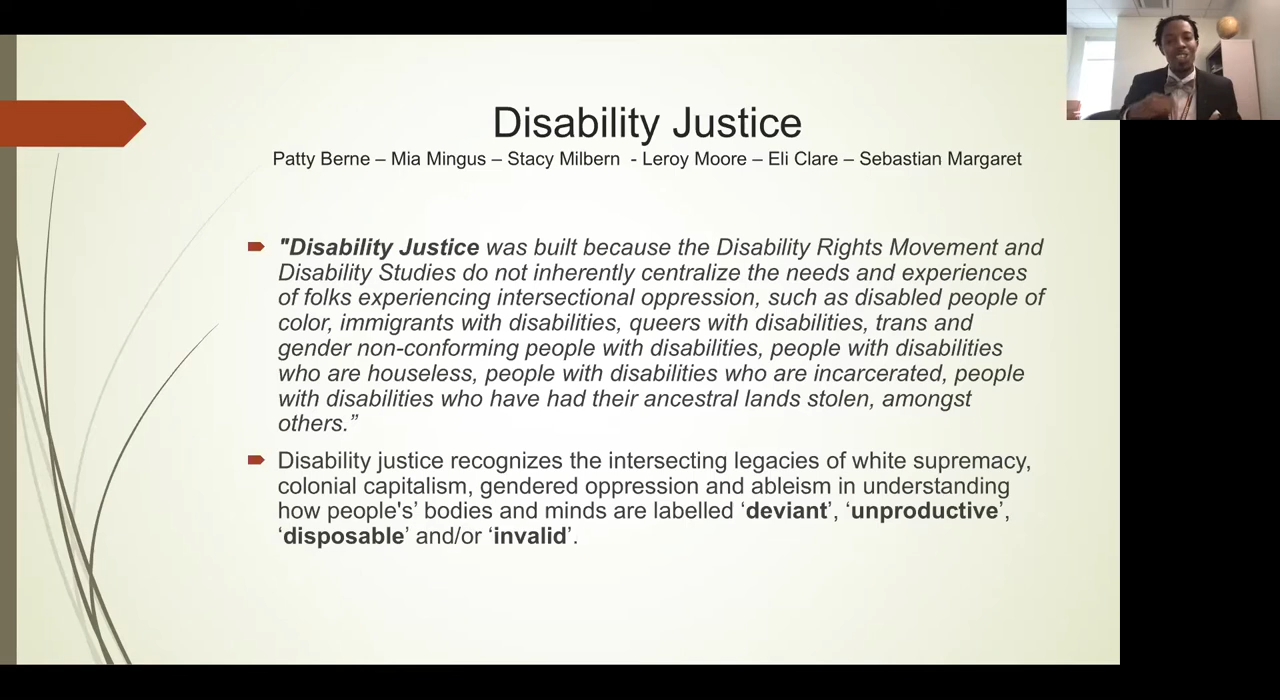 Disability Justice
Patty Berne – Mia Mingus – Stacy Milbern  - Leroy Moore – Eli Clare – Sebastian Margaret
"Disability Justice was built because the Disability Rights Movement and
Disability Studies do not inherently centralize the needs and experiences
of folks experiencing intersectional oppression, such as disabled people of
color, immigrants with disabilities, queers with disabilities, trans and
gender non-conforming people with disabilities, people with disabilities
who are houseless, people with disabilities who are incarcerated, people
with disabilities who have had their ancestral lands stolen, amongst
others.”
Disability justice recognizes the intersecting legacies of white supremacy,
colonial capitalism, gendered oppression and ableism in understanding
how people's’ bodies and minds are labelled ‘deviant’, ‘unproductive’,
‘disposable’ and/or ‘invalid’.